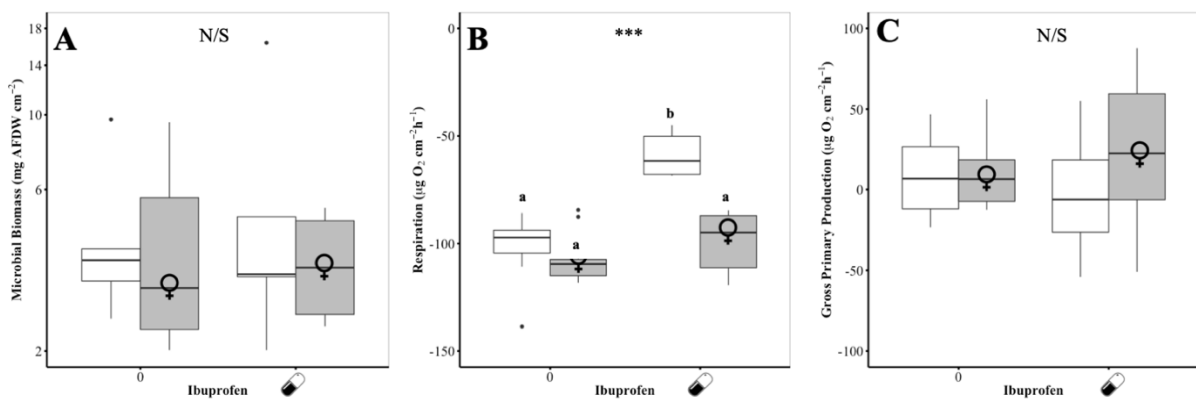 A
N/S
18
14
10
6
2
Microbial Biomass (mg AFDW cm⁻²)
0
Ibuprofen
B
***
0
-50
-100
-150
Respiration (µg O₂ cm⁻²h⁻¹)
a
a
b
a
0
Ibuprofen
C
N/S
100
50
0
-50
-100
Gross Primary Production (µg O₂ cm⁻²h⁻¹)
0
Ibuprofen